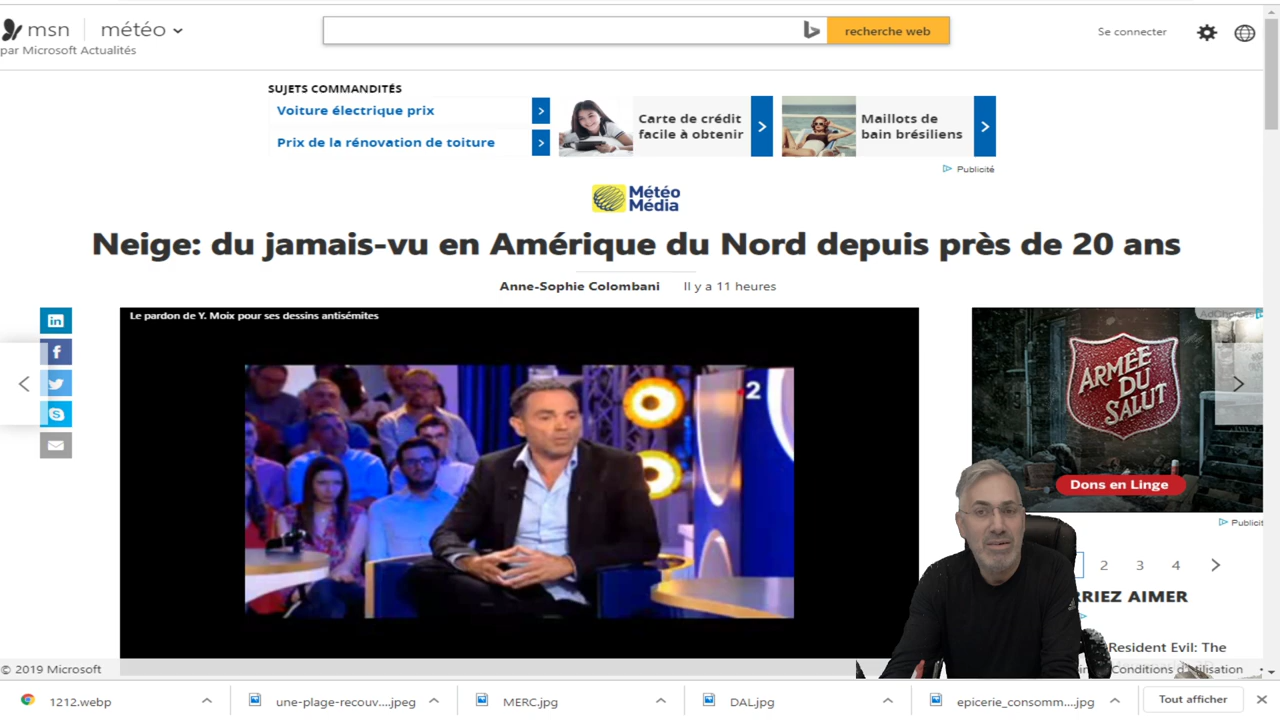 msn
météo
par Microsoft Actualités
recherche web
Se connecter
SUJETS COMMANDITÉS
Voiture électrique prix
Prix de la rénovation de toiture
Carte de crédit
facile à obtenir
Maillots de
bain brésiliens
Publicité
Météo
Média
Neige: du jamais-vu en Amérique du Nord depuis près de 20 ans
Anne-Sophie Colombani Il y a 11 heures
Le pardon de Y. Moix pour ses dessins antisémites
2
AdChoices
ARMÉE
DU
SALUT
Dons en Linge
Publicit
2 3 4
RRIEZ AIMER
Resident Evil: The
© 2019 Microsoft
Conditions d'utilisation
1212.webp
une-plage-recouv....jpeg
MERC.jpg
DAL.jpg
epicerie_consomm....jpg
Tout afficher